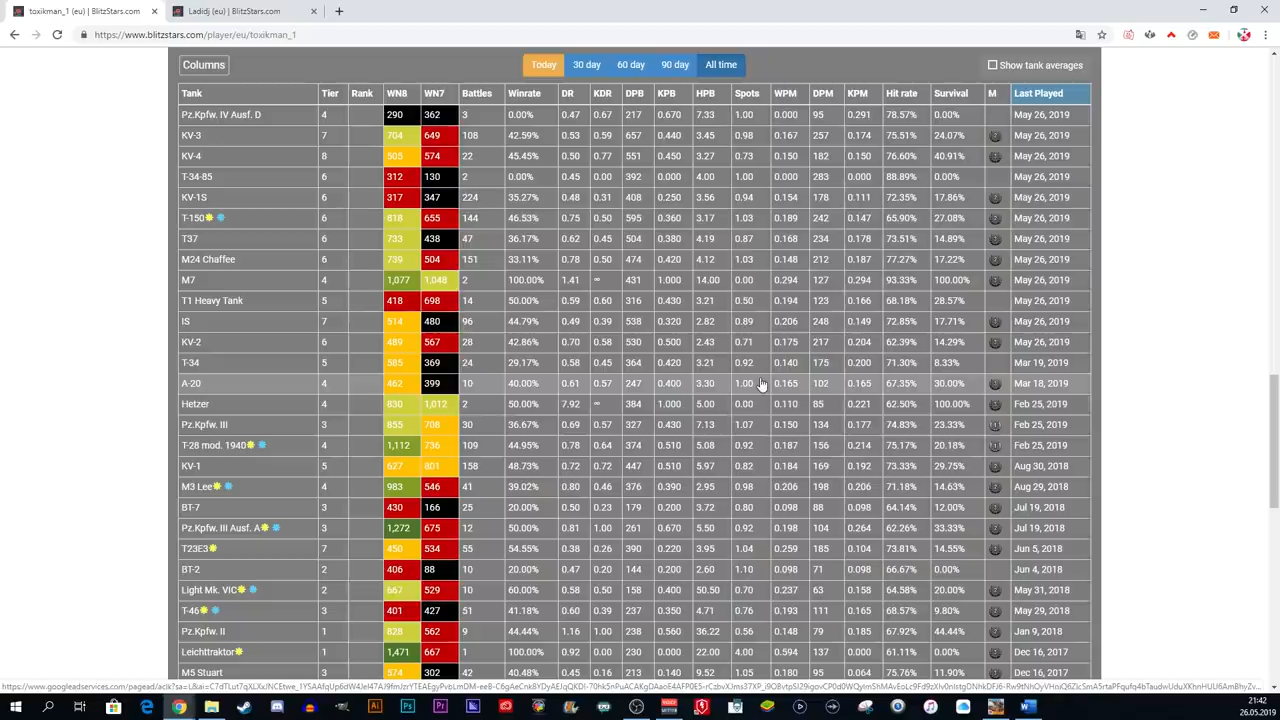 toxikman_1 (eu) | BlitzStars.com
Ladidj (eu) | BlitzStars.com
https://www.blitzstars.com/player/eu/toxikman_1
Columns Today 30 day 60 day 90 day All time Show tank averages
Tank Tier Rank WN8 WN7 Battles Winrate DR KDR DPB KPB HPB Spots WPM DPM KPM Hit rate Survival M Last Played
Pz.Kpfw. IV Ausf. D 4 290 362 3 0.00% 0.47 0.67 217 0.670 7.33 1.00 0.000 95 0.291 78.57% 0.00% May 26, 2019
KV-3 7 704 649 108 42.59% 0.53 0.59 657 0.440 3.45 0.98 0.167 257 0.174 75.51% 24.07% May 26, 2019
KV-4 8 505 574 22 45.45% 0.50 0.77 551 0.450 3.27 0.73 0.150 182 0.150 76.60% 40.91% May 26, 2019
T-34-85 6 312 130 2 0.00% 0.45 0.00 392 0.000 4.00 1.00 0.000 283 0.000 88.89% 0.00% May 26, 2019
KV-1S 6 317 347 224 35.27% 0.48 0.31 408 0.250 3.56 0.94 0.154 178 0.111 72.35% 17.86% May 26, 2019
T-150 6 818 655 144 46.53% 0.75 0.50 595 0.360 3.17 1.03 0.189 242 0.147 65.90% 27.08% May 26, 2019
T37 6 733 438 47 36.17% 0.62 0.45 504 0.380 4.19 0.87 0.168 234 0.178 73.51% 14.89% May 26, 2019
M24 Chaffee 6 739 504 151 33.11% 0.78 0.50 474 0.420 4.12 1.03 0.148 212 0.187 77.27% 17.22% May 26, 2019
M7 4 1,077 1,048 2 100.00% 1.41 ∞ 431 1.000 14.00 0.00 0.294 127 0.294 93.33% 100.00% May 26, 2019
T1 Heavy Tank 5 418 698 14 50.00% 0.59 0.60 316 0.430 3.21 0.50 0.194 123 0.166 68.18% 28.57% May 26, 2019
IS 7 514 480 96 44.79% 0.49 0.39 538 0.320 2.82 0.89 0.206 248 0.149 72.85% 17.71% May 26, 2019
KV-2 6 489 567 28 42.86% 0.70 0.58 530 0.500 2.43 0.71 0.175 217 0.204 62.39% 14.29% May 26, 2019
T-34 5 585 369 24 29.17% 0.58 0.45 364 0.420 3.21 0.92 0.140 175 0.200 71.30% 8.33% Mar 19, 2019
A-20 4 462 399 10 40.00% 0.61 0.57 247 0.400 3.30 1.00 0.165 102 0.165 67.35% 30.00% Mar 18, 2019
Hetzer 4 830 1,012 2 50.00% 7.92 ∞ 384 1.000 5.00 0.00 0.110 85 0.221 62.50% 100.00% Feb 25, 2019
Pz.Kpfw. III 3 855 708 30 36.67% 0.69 0.57 327 0.430 7.13 1.07 0.150 134 0.177 74.83% 23.33% Feb 25, 2019
T-28 mod. 1940 4 1,112 736 109 44.95% 0.78 0.64 374 0.510 5.08 0.92 0.187 156 0.214 75.17% 20.18% Feb 25, 2019
KV-1 5 627 801 158 48.73% 0.72 0.72 447 0.510 5.97 0.82 0.184 169 0.192 73.33% 29.75% Aug 30, 2018
M3 Lee 4 983 546 41 39.02% 0.80 0.46 376 0.390 2.95 0.98 0.206 198 0.206 71.18% 14.63% Aug 29, 2018
BT-7 3 430 166 25 20.00% 0.50 0.23 179 0.200 3.72 0.80 0.098 88 0.098 64.14% 12.00% Jul 19, 2018
Pz.Kpfw. III Ausf. A 3 1,272 675 12 50.00% 0.81 1.00 261 0.670 5.50 0.92 0.198 104 0.264 62.26% 33.33% Jul 19, 2018
T23E3 7 450 534 55 54.55% 0.38 0.26 390 0.220 3.95 1.04 0.259 185 0.104 73.81% 14.55% Jun 5, 2018
BT-2 2 406 88 10 20.00% 0.47 0.20 144 0.200 2.60 1.10 0.098 71 0.098 66.67% 0.00% Jun 4, 2018
Light Mk. VIC 2 667 529 10 60.00% 0.58 0.50 158 0.400 50.50 0.70 0.237 63 0.158 64.58% 20.00% May 31, 2018
T-46 3 401 427 51 41.18% 0.60 0.39 237 0.350 4.71 0.76 0.193 111 0.165 68.57% 9.80% May 29, 2018
Pz.Kpfw. II 1 828 562 9 44.44% 1.16 1.00 238 0.560 36.22 0.56 0.148 79 0.185 67.92% 44.44% Jan 9, 2018
Leichttraktor 1 1,471 667 1 100.00% 0.92 0.00 230 0.000 22.00 4.00 0.594 137 0.000 60.00% 0.00% Dec 16, 2017
M5 Stuart 3 574 302 42 40.48% 0.45 0.16 213 0.140 9.52 1.05 0.180 95 0.064 75.76% 11.90% Dec 16, 2017
21:42
26.05.2019